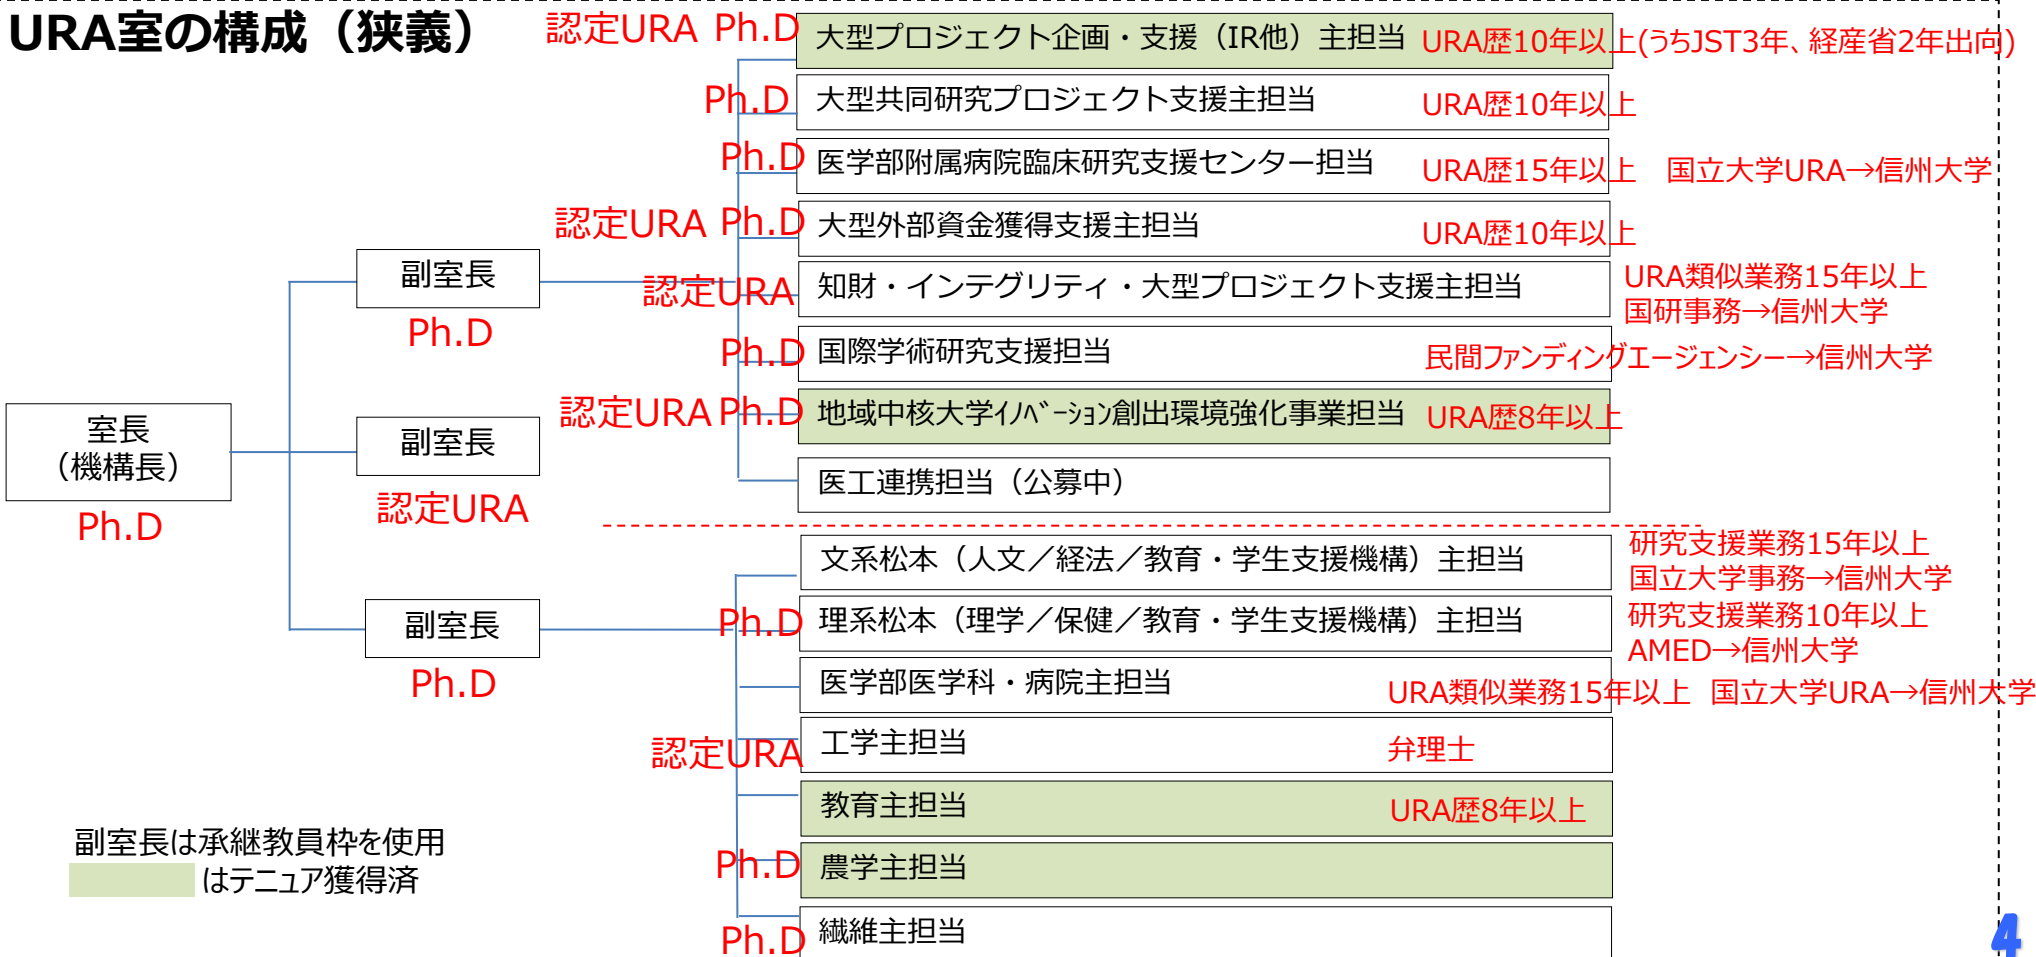 URA室の構成（狭義）
認定URA Ph.D 大型プロジェクト企画・支援（IR他）主担当 URA歴10年以上(うちJST3年、経産省2年出向)
Ph.D 大型共同研究プロジェクト支援主担当 URA歴10年以上
Ph.D 医学部附属病院臨床研究支援センター担当 URA歴15年以上 国立大学URA→信州大学
認定URA Ph.D 大型外部資金獲得支援主担当 URA歴10年以上
副室長
Ph.D
認定URA 知財・インテグリティ・大型プロジェクト支援主担当
URA類似業務15年以上
国研事務→信州大学
Ph.D 国際学術研究支援担当 民間ファンディングエージェンシー→信州大学
認定URA Ph.D 地域中核大学ｲﾉﾍﾞｰｼｮﾝ創出環境強化事業担当 URA歴8年以上
室長
（機構長）
Ph.D
副室長
認定URA
医工連携担当（公募中）
文系松本（人文／経法／教育・学生支援機構）主担当
研究支援業務15年以上
国立大学事務→信州大学
副室長
Ph.D
Ph.D 理系松本（理学／保健／教育・学生支援機構）主担当
研究支援業務10年以上
AMED→信州大学
医学部医学科・病院主担当 URA類似業務15年以上 国立大学URA→信州大学
認定URA 工学主担当 弁理士
教育主担当 URA歴8年以上
Ph.D 農学主担当
Ph.D 繊維主担当
副室長は承継教員枠を使用
はテニュア獲得済
4